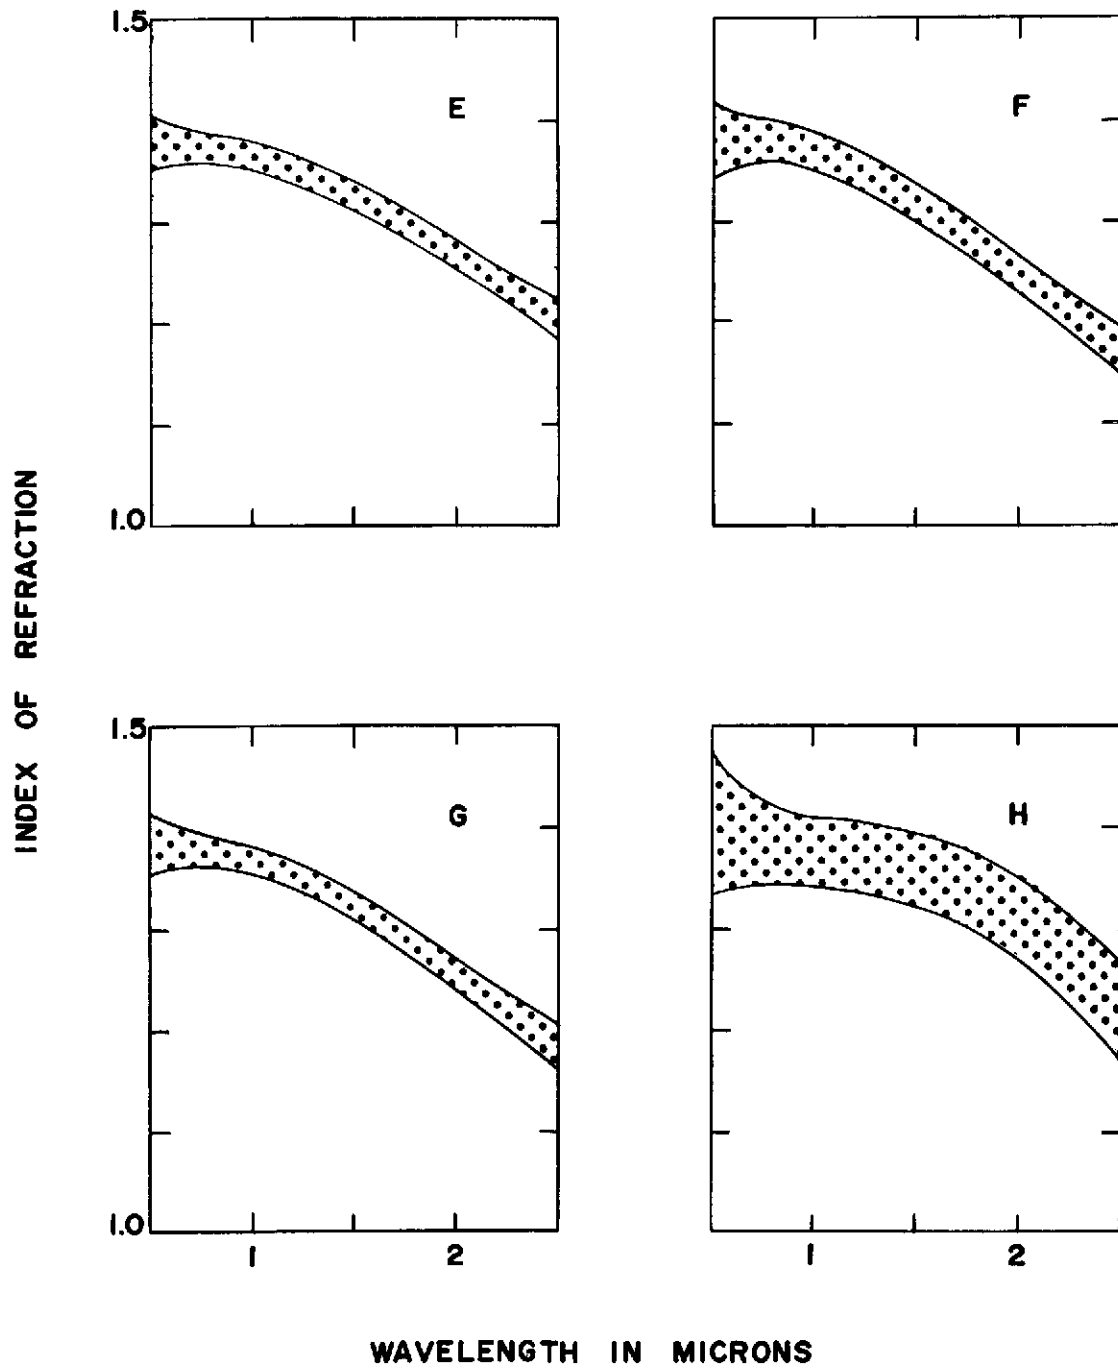 1.5
E
F
1.0
INDEX OF REFRACTION
1.5
G
H
1.0
1 2 1 2
WAVELENGTH IN MICRONS